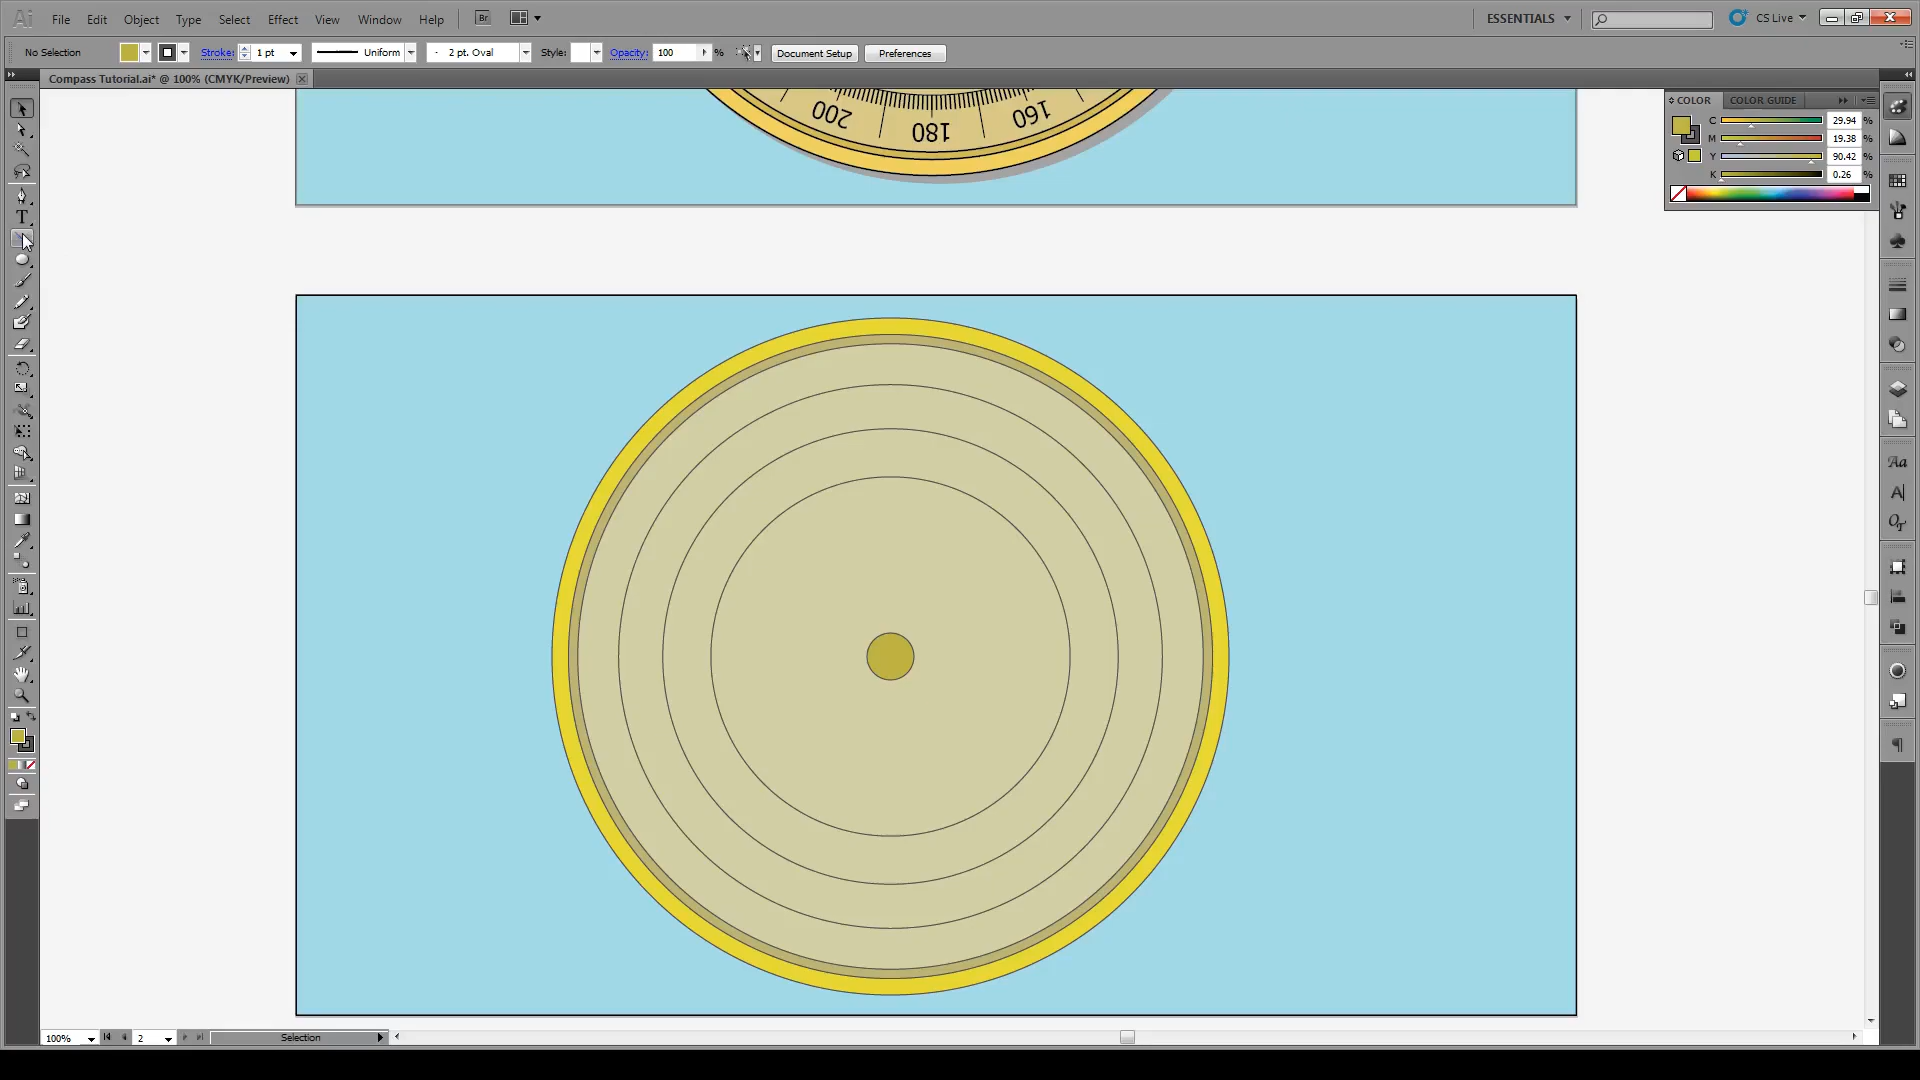 Ai File Edit Object Type Select Effect View Window Help Br ESSENTIALS CS Live
No Selection Stroke: 1 pt Uniform 2 pt. Oval Style: Opacity: 100 % Document Setup Preferences
Compass Tutorial.ai* @ 100% (CMYK/Preview)
COLOR COLOR GUIDE
C 29.94 %
M 19.38 %
Y 90.42 %
K 0.26 %
200 180 160
100% 2 Selection